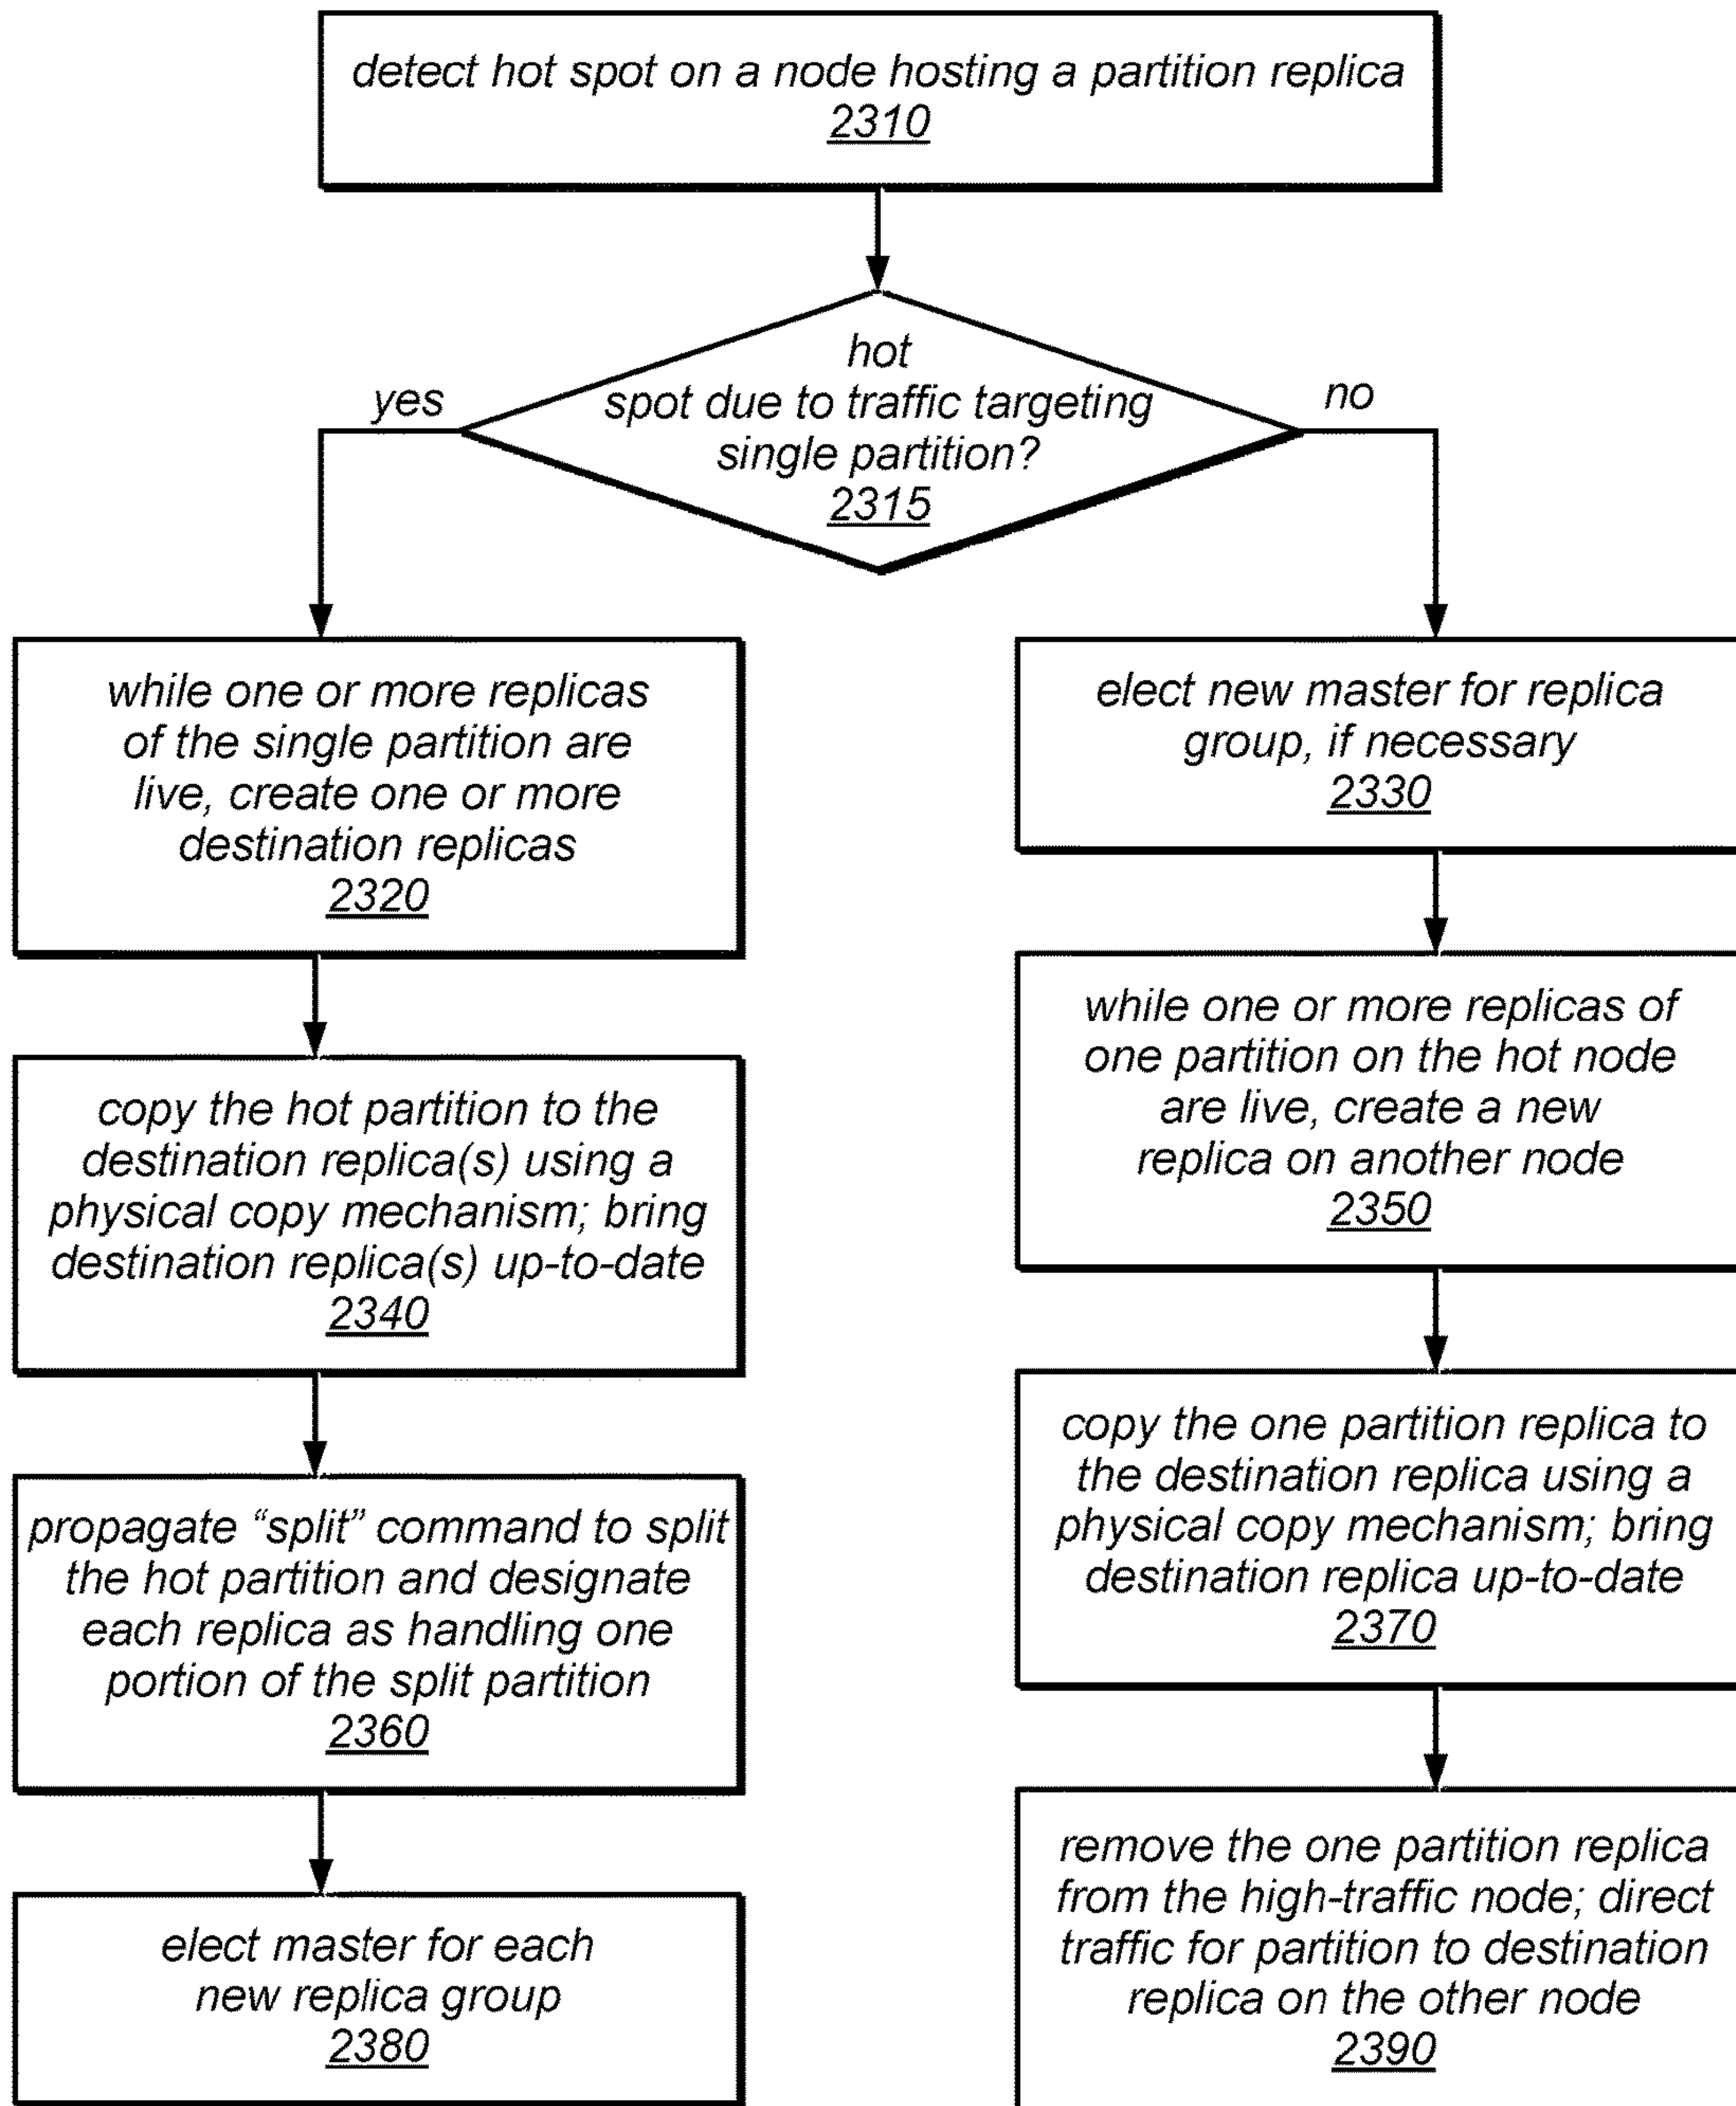 detect hot spot on a node hosting a partition replica
2310
hot
spot due to traffic targeting
single partition?
2315
yes
no
while one or more replicas
of the single partition are
live, create one or more
destination replicas
2320
copy the hot partition to the
destination replica(s) using a
physical copy mechanism; bring
destination replica(s) up-to-date
2340
propagate “split” command to split
the hot partition and designate
each replica as handling one
portion of the split partition
2360
elect master for each
new replica group
2380
elect new master for replica
group, if necessary
2330
while one or more replicas of
one partition on the hot node
are live, create a new
replica on another node
2350
copy the one partition replica to
the destination replica using a
physical copy mechanism; bring
destination replica up-to-date
2370
remove the one partition replica
from the high-traffic node; direct
traffic for partition to destination
replica on the other node
2390